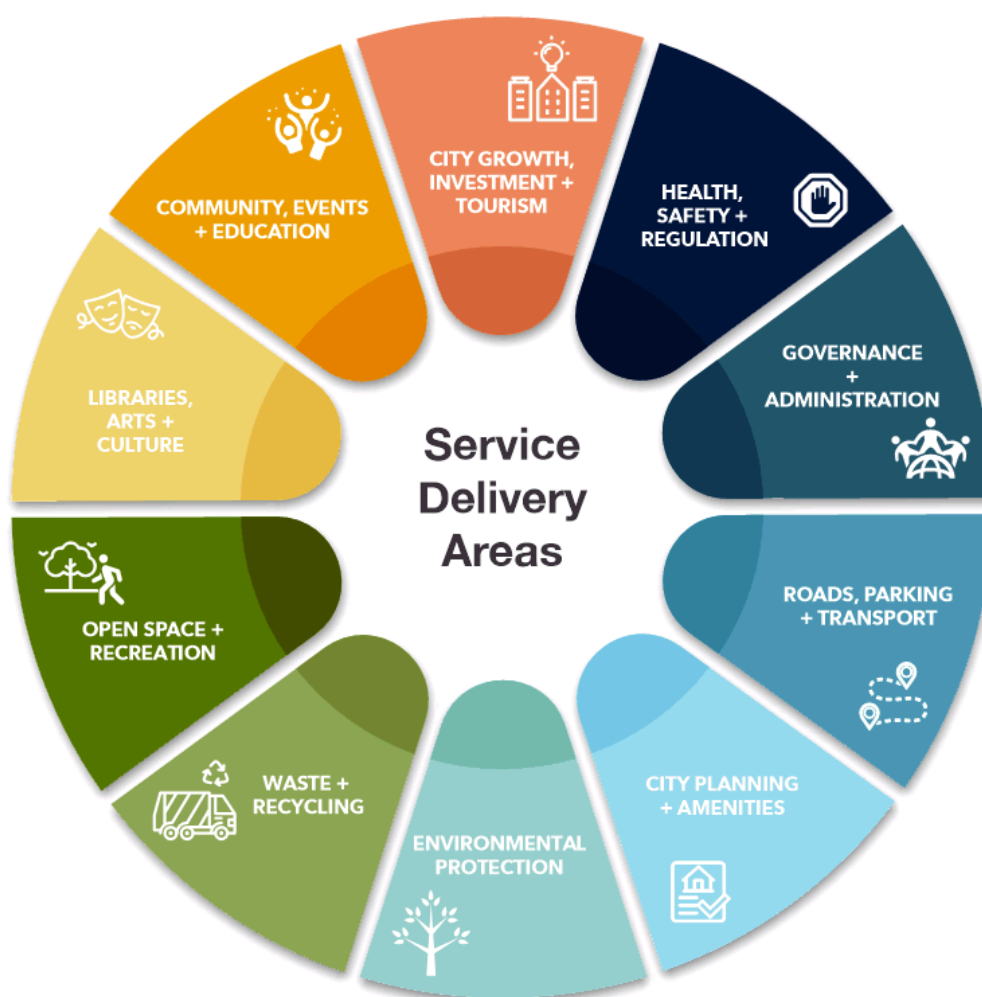 CITY GROWTH,
INVESTMENT +
TOURISM
HEALTH,
SAFETY +
REGULATION
GOVERNANCE
+
ADMINISTRATION
ROADS, PARKING
+ TRANSPORT
CITY PLANNING
+ AMENITIES
ENVIRONMENTAL
PROTECTION
WASTE +
RECYCLING
OPEN SPACE +
RECREATION
LIBRARIES,
ARTS +
CULTURE
COMMUNITY, EVENTS
+ EDUCATION
Service
Delivery
Areas